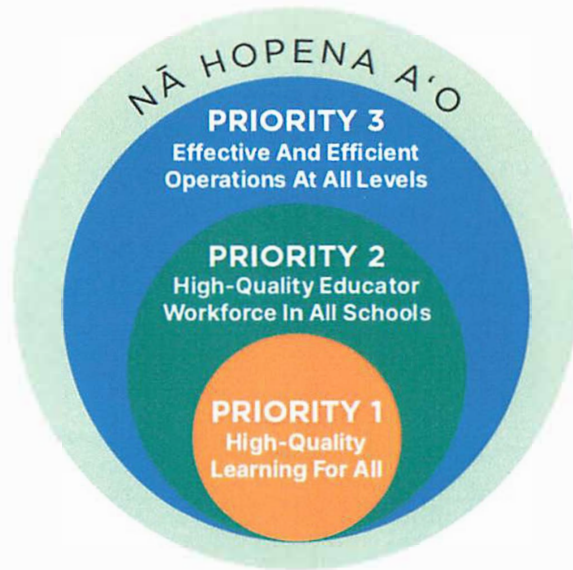 NĀ HOPENA AʻO
PRIORITY 3
Effective And Efficient
Operations At All Levels
PRIORITY 2
High-Quality Educator
Workforce In All Schools
PRIORITY 1
High-Quality
Learning For All